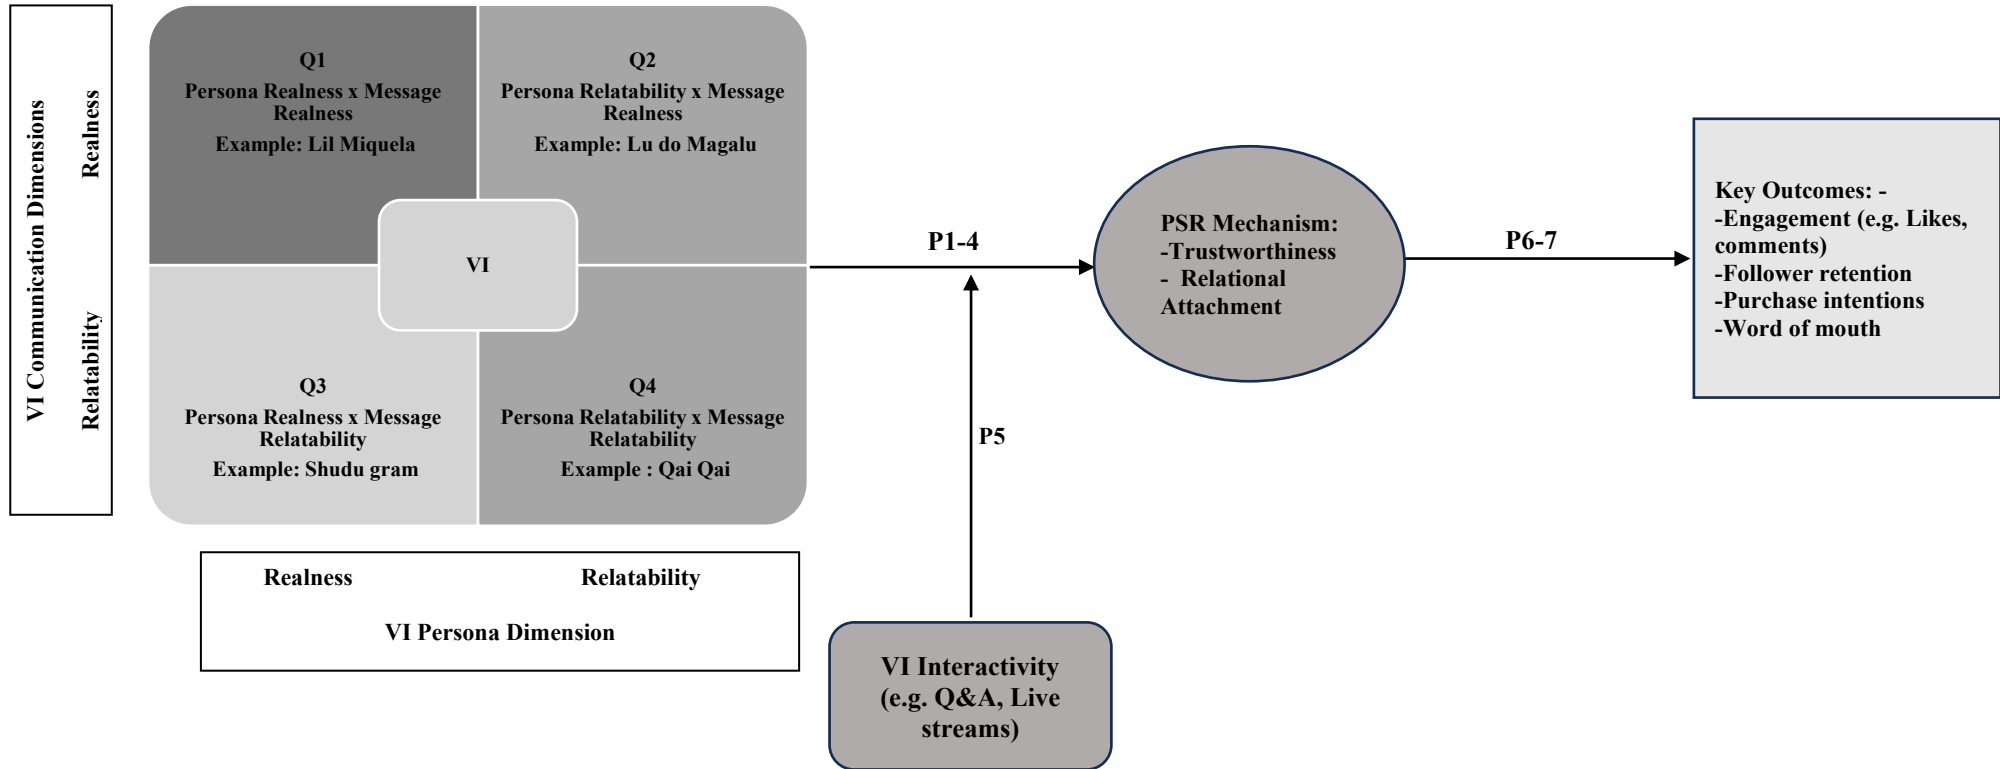 VI Communication Dimensions
Realness
Relatability
Q1
Persona Realness x Message
Realness
Example: Lil Miquela
Q2
Persona Relatability x Message
Realness
Example: Lu do Magalu
VI
Q3
Persona Realness x Message
Relatability
Example: Shudu gram
Q4
Persona Relatability x Message
Relatability
Example : Qai Qai
Realness
Relatability
VI Persona Dimension
P1-4
P5
VI Interactivity
(e.g. Q&A, Live
streams)
PSR Mechanism:
-Trustworthiness
- Relational
Attachment
P6-7
Key Outcomes: -
-Engagement (e.g. Likes,
comments)
-Follower retention
-Purchase intentions
-Word of mouth